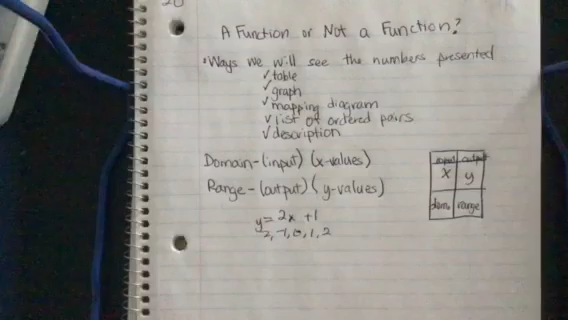 20
A Function or Not a Function?
• Ways we will see the numbers presented
✓ table
✓ graph
✓ mapping diagram
✓ list of ordered pairs
✓ description
Domain - (input) (x-values)
Range - (output) (y-values)
input output
x y
dom. range
y = 2x + 1
2, -1, 0, 1, 2